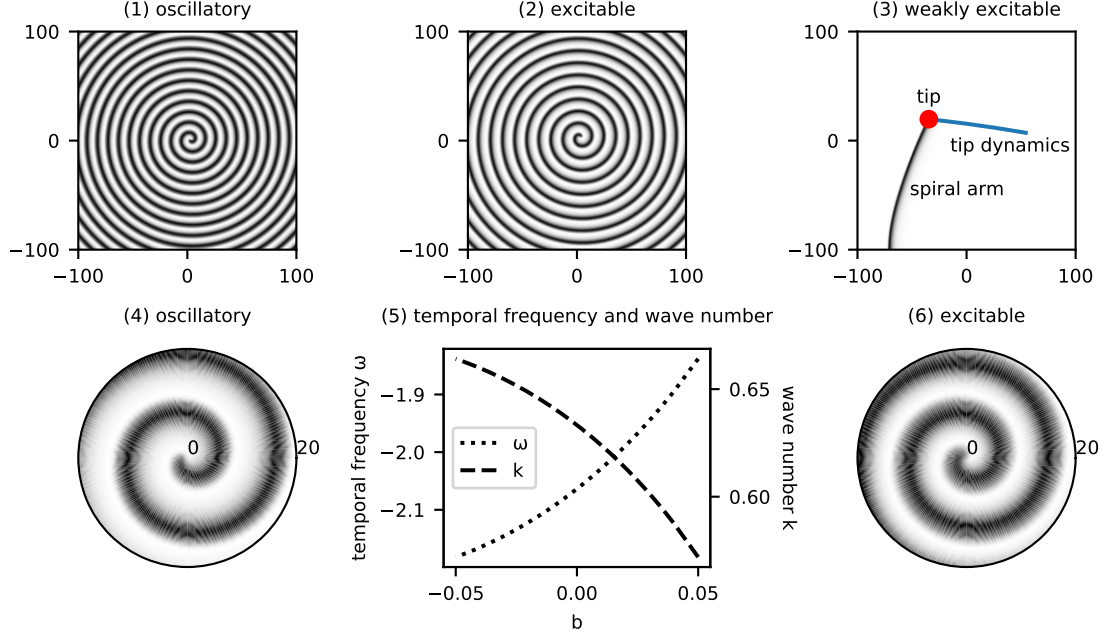 (1) oscillatory
(2) excitable
(3) weakly excitable
100
0
−100
−100
0
100
100
0
−100
−100
0
100
100
0
−100
−100
0
100
tip
tip dynamics
spiral arm
(4) oscillatory
(5) temporal frequency and wave number
(6) excitable
0
20
temporal frequency ω
−1.9
−2.0
−2.1
ω
k
0.65
0.60
wave number k
−0.05
0.00
0.05
b
0
20